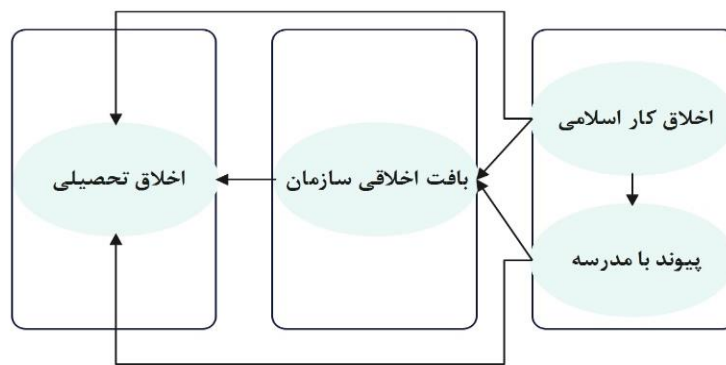 اخلاق کار اسلامی
بافت اخلاقی سازمان
اخلاق تحصیلی
پیوند با مدرسه